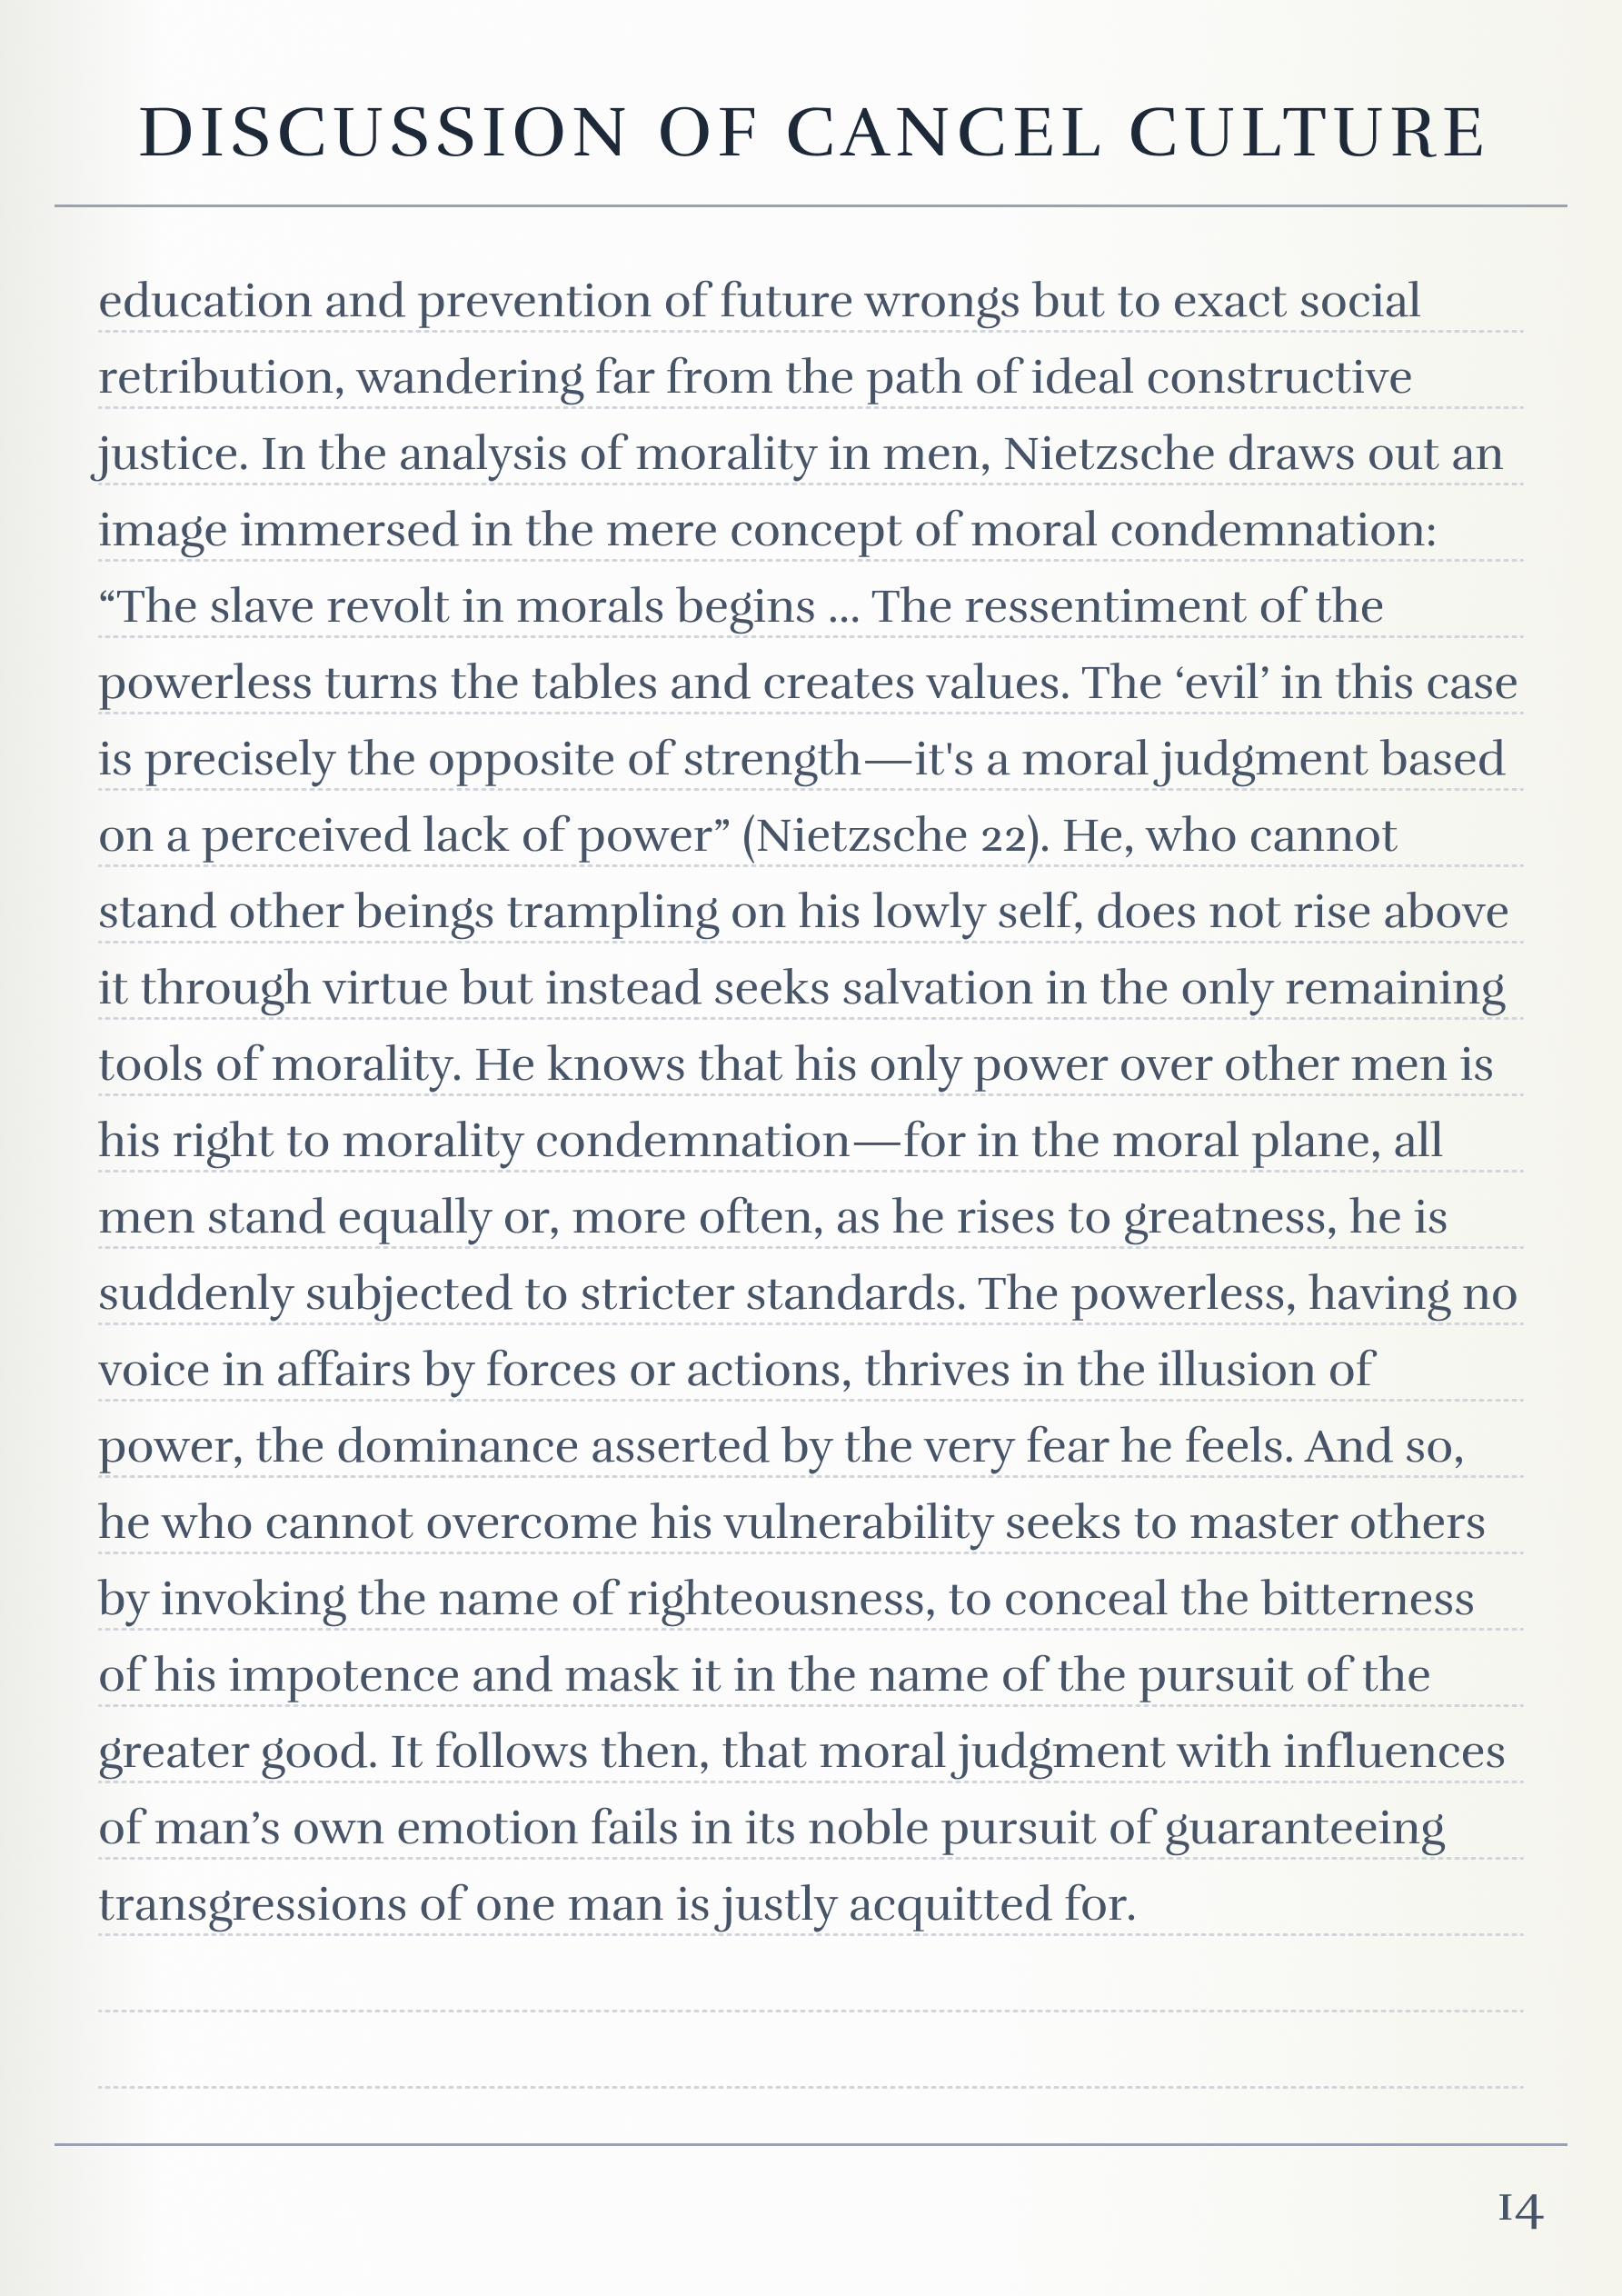 DISCUSSION OF CANCEL CULTURE
education and prevention of future wrongs but to exact social
retribution, wandering far from the path of ideal constructive
justice. In the analysis of morality in men, Nietzsche draws out an
image immersed in the mere concept of moral condemnation:
“The slave revolt in morals begins ... The ressentiment of the
powerless turns the tables and creates values. The ‘evil’ in this case
is precisely the opposite of strength—it's a moral judgment based
on a perceived lack of power” (Nietzsche 22). He, who cannot
stand other beings trampling on his lowly self, does not rise above
it through virtue but instead seeks salvation in the only remaining
tools of morality. He knows that his only power over other men is
his right to morality condemnation—for in the moral plane, all
men stand equally or, more often, as he rises to greatness, he is
suddenly subjected to stricter standards. The powerless, having no
voice in affairs by forces or actions, thrives in the illusion of
power, the dominance asserted by the very fear he feels. And so,
he who cannot overcome his vulnerability seeks to master others
by invoking the name of righteousness, to conceal the bitterness
of his impotence and mask it in the name of the pursuit of the
greater good. It follows then, that moral judgment with influences
of man’s own emotion fails in its noble pursuit of guaranteeing
transgressions of one man is justly acquitted for.
14